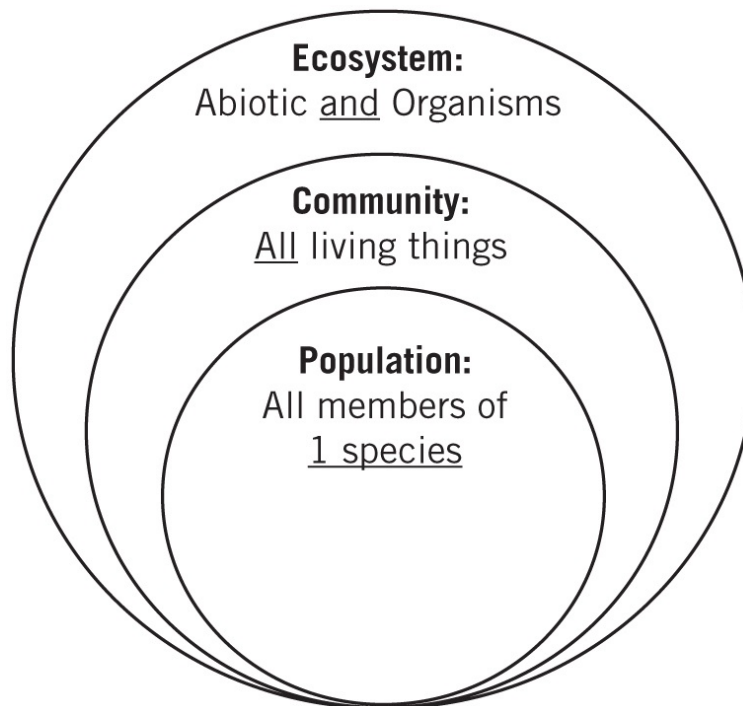 Ecosystem:
Abiotic and Organisms
Community:
All living things
Population:
All members of
1 species